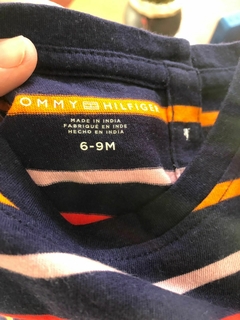 OMMY HILFIGER
MADE IN INDIA
FABRIQUÉ EN INDE
HECHO EN INDIA
6-9M